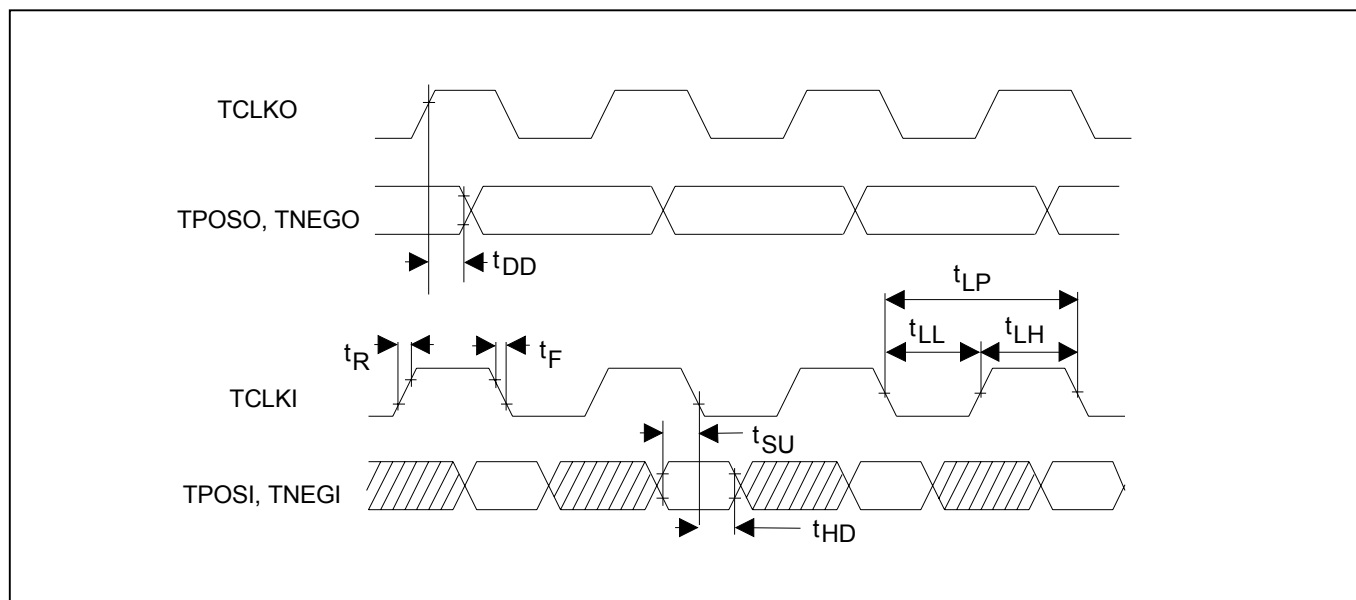 TCLKO
TPOSO, TNEGO
tDD
tLP
tLL
tLH
tR
tF
TCLKI
tSU
TPOSI, TNEGI
tHD